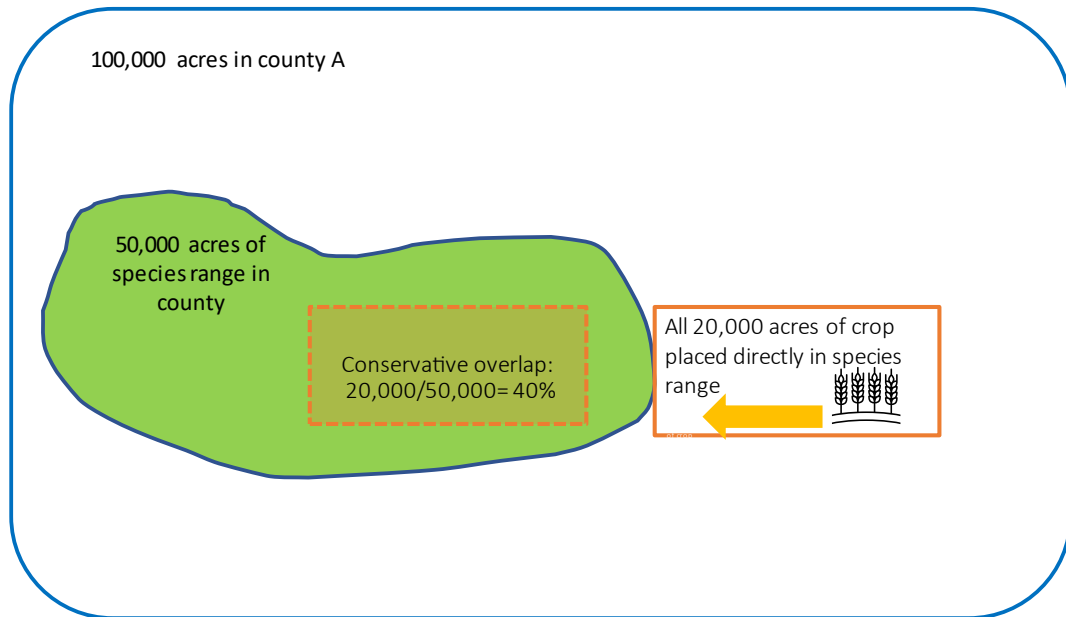 100,000 acres in county A
50,000 acres of
species range in
county
All 20,000 acres of crop
placed directly in species
range
Conservative overlap:
20,000/50,000= 40%